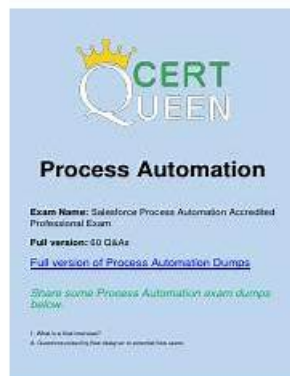 CERT
QUEEN
Process Automation
Exam Name: Salesforce Process Automation Accredited
Professional Exam
Full version: 60 Q&As
Full version of Process Automation Dumps
Share some Process Automation exam dumps
below.
1. What is a
A.